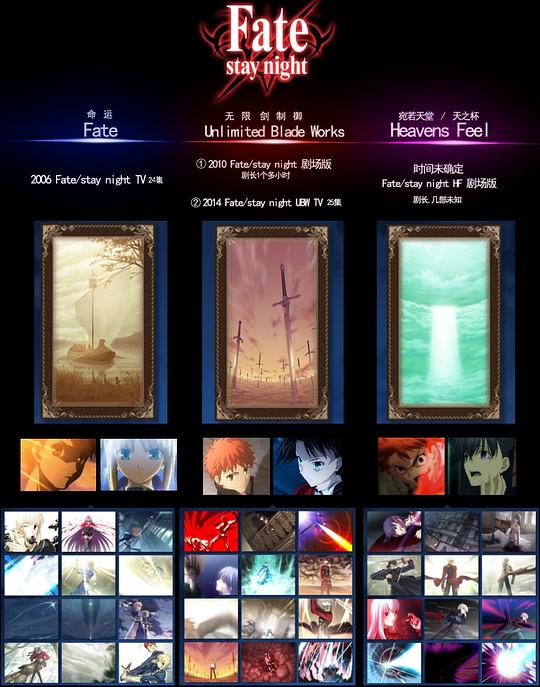 Fate
stay night
命 运
Fate
2006 Fate/stay night TV 24集
无 限 剑 制 御
Unlimited Blade Works
① 2010 Fate/stay night 剧场版
剧长1个多小时
② 2014 Fate/stay night UBW TV 25集
宛若天堂 / 天之杯
Heavens Feel
时间未确定
Fate/stay night HF 剧场版
剧长.几部未知